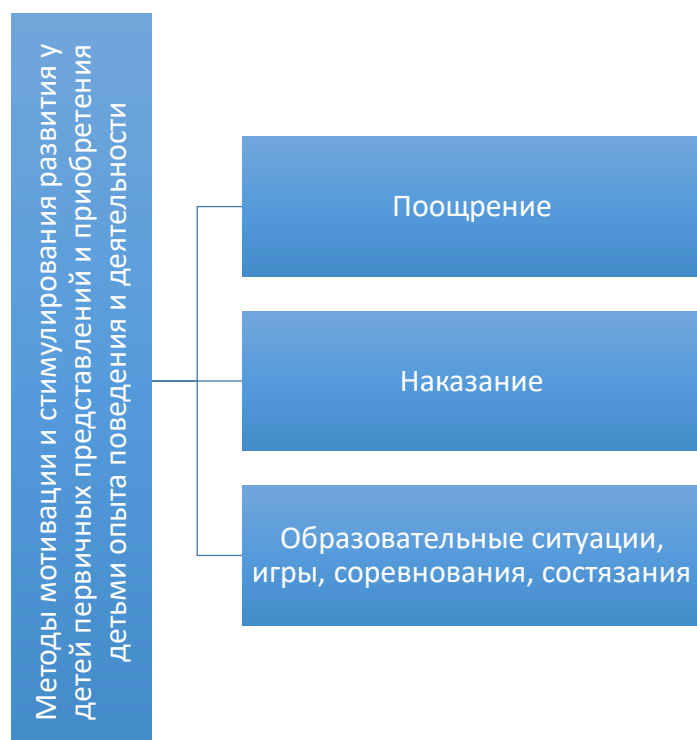 Методы мотивации и стимулирования развития у
детей первичных представлений и приобретения
детьми опыта поведения и деятельности
Поощрение
Наказание
Образовательные ситуации,
игры, соревнования, состязания